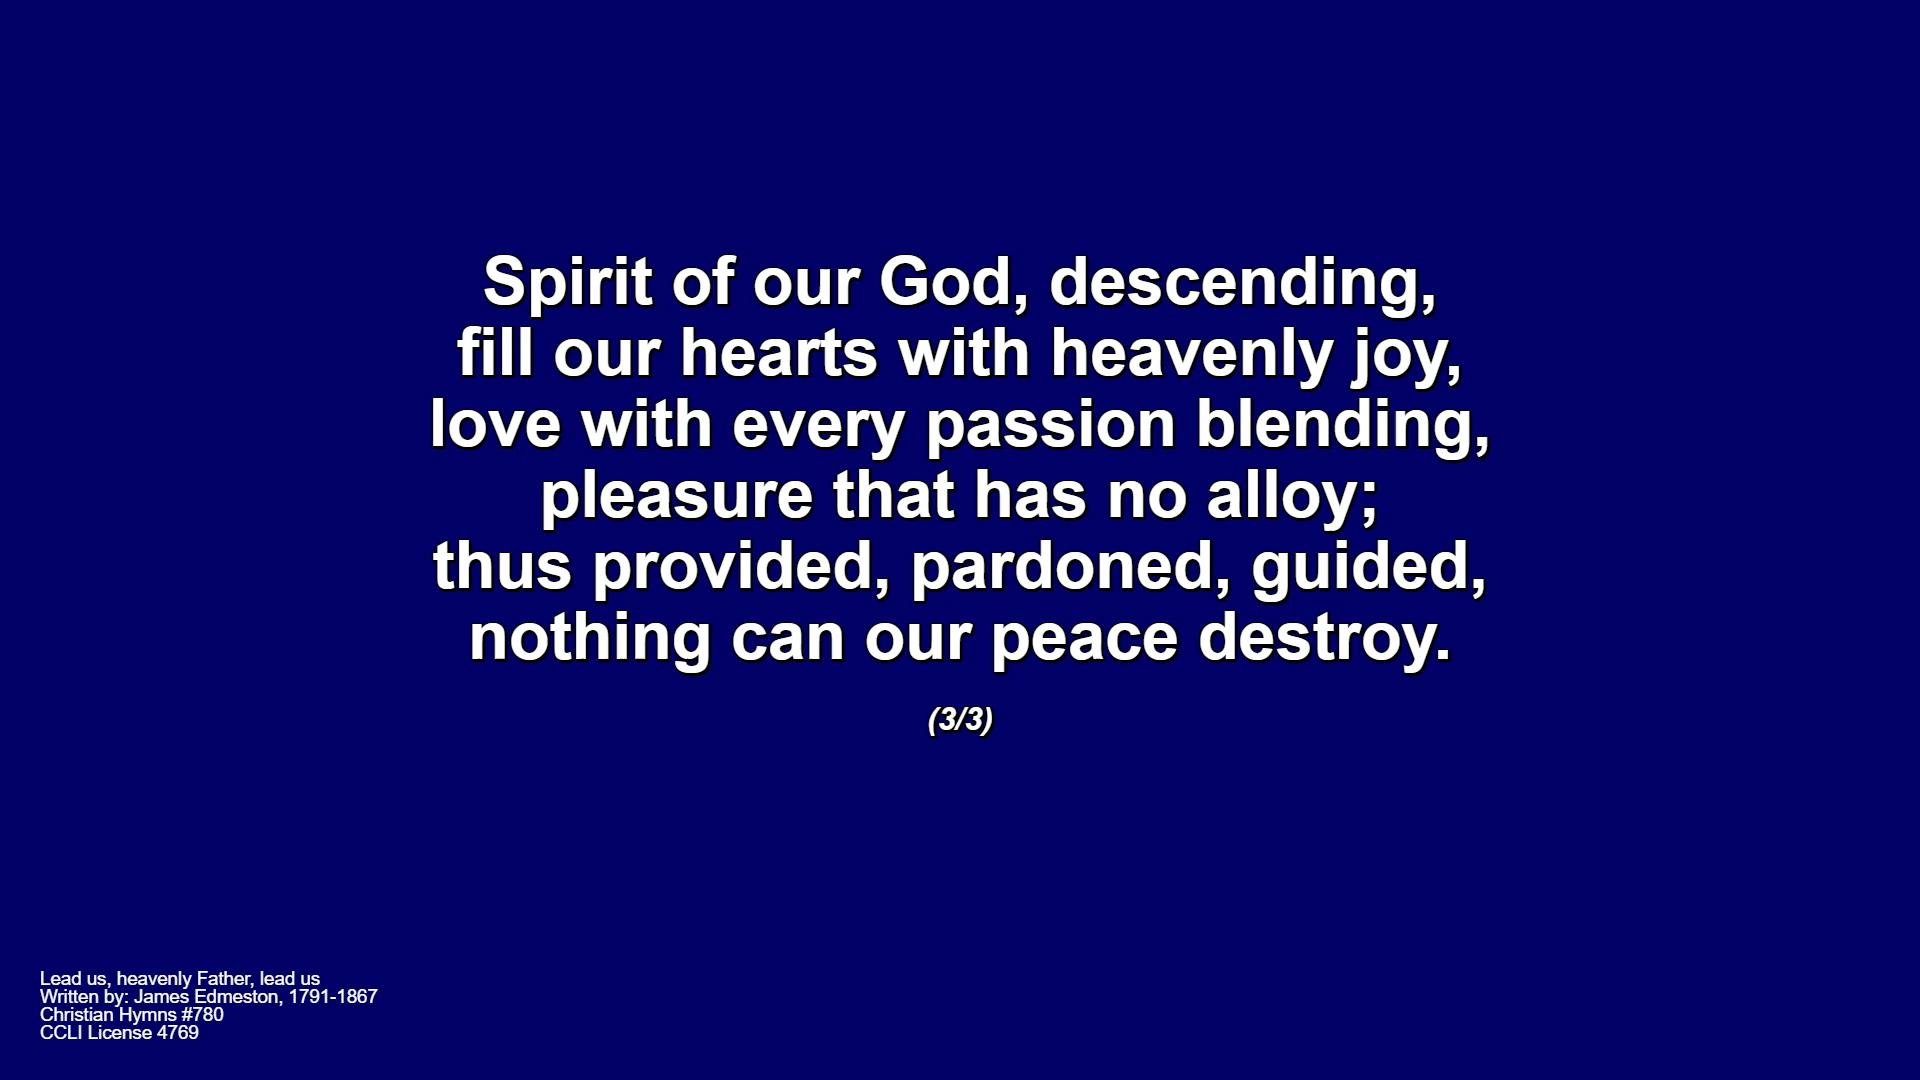 Spirit of our God, descending,
fill our hearts with heavenly joy,
love with every passion blending,
pleasure that has no alloy;
thus provided, pardoned, guided,
nothing can our peace destroy.
(3/3)
Lead us, heavenly Father, lead us
Written by: James Edmeston, 1791-1867
Christian Hymns #780
CCLI License 4769